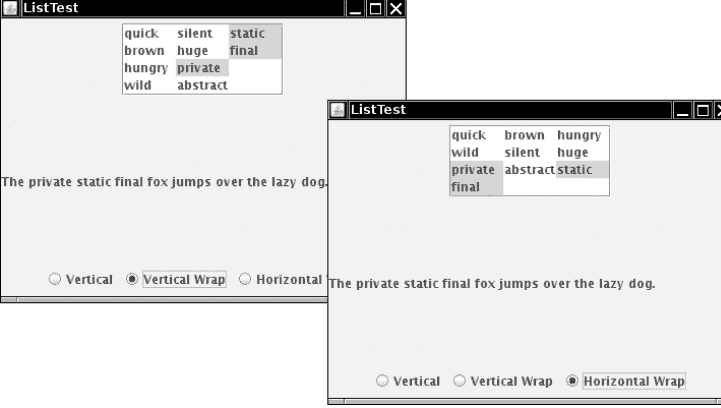 ListTest
quick silent static
brown huge final
hungry private
wild abstract
The private static final fox jumps over the lazy dog.
Vertical Vertical Wrap Horizontal
ListTest
quick brown hungry
wild silent huge
private abstract static
final
The private static final fox jumps over the lazy dog.
Vertical Vertical Wrap Horizontal Wrap